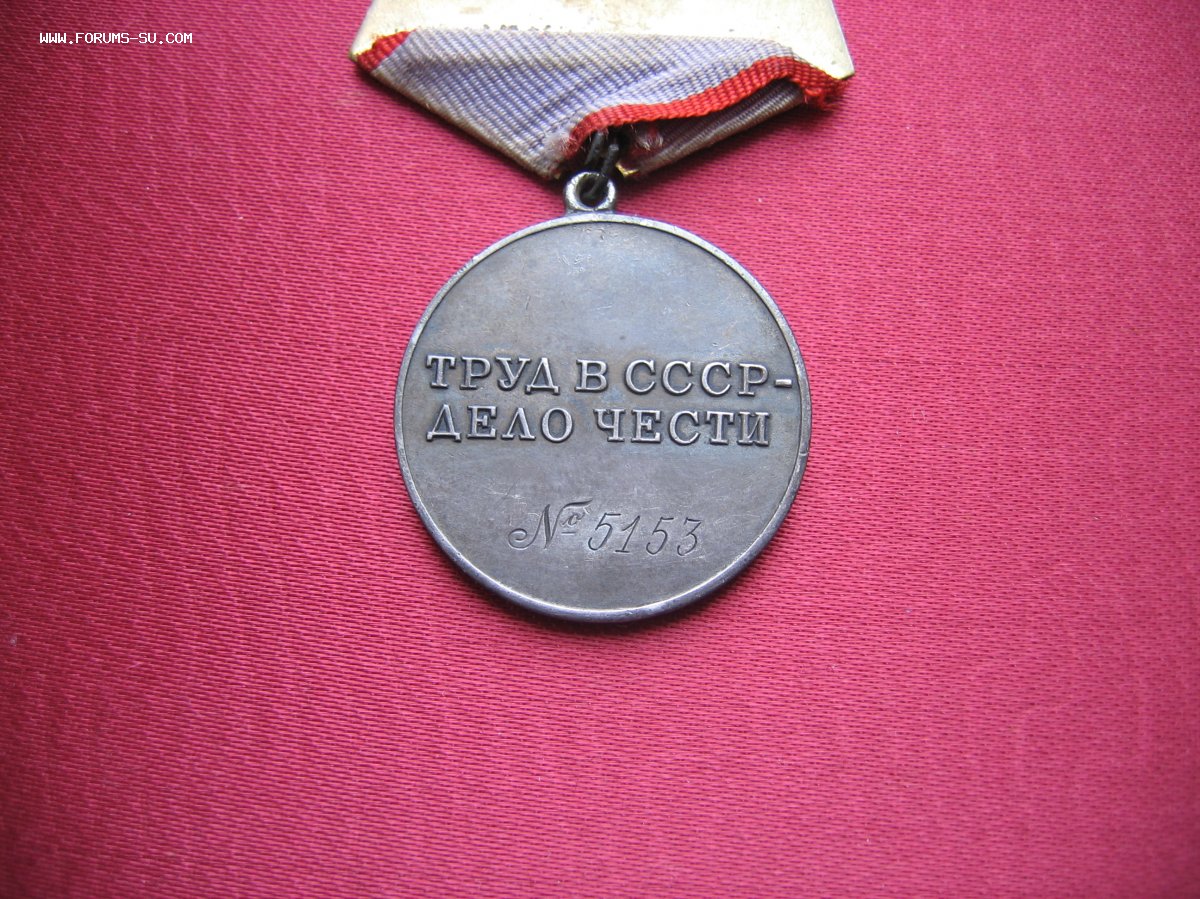 WWW.FORUMS-SU.COM
ТРУД В СССР-
ДЕЛО ЧЕСТИ
№ 5153